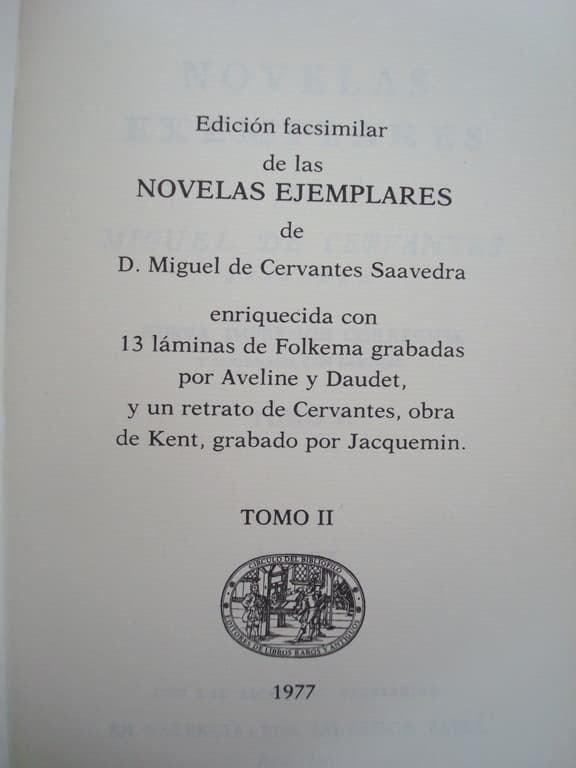 Edición facsimilar
de las
NOVELAS EJEMPLARES
de
D. Miguel de Cervantes Saavedra
enriquecida con
13 láminas de Folkema grabadas
por Aveline y Daudet,
y un retrato de Cervantes, obra
de Kent, grabado por Jacquemin.
TOMO II
CIRCULO DEL BIBLIOFILO
EDITORES DE LIBROS RAROS Y ANTIGUOS
1977